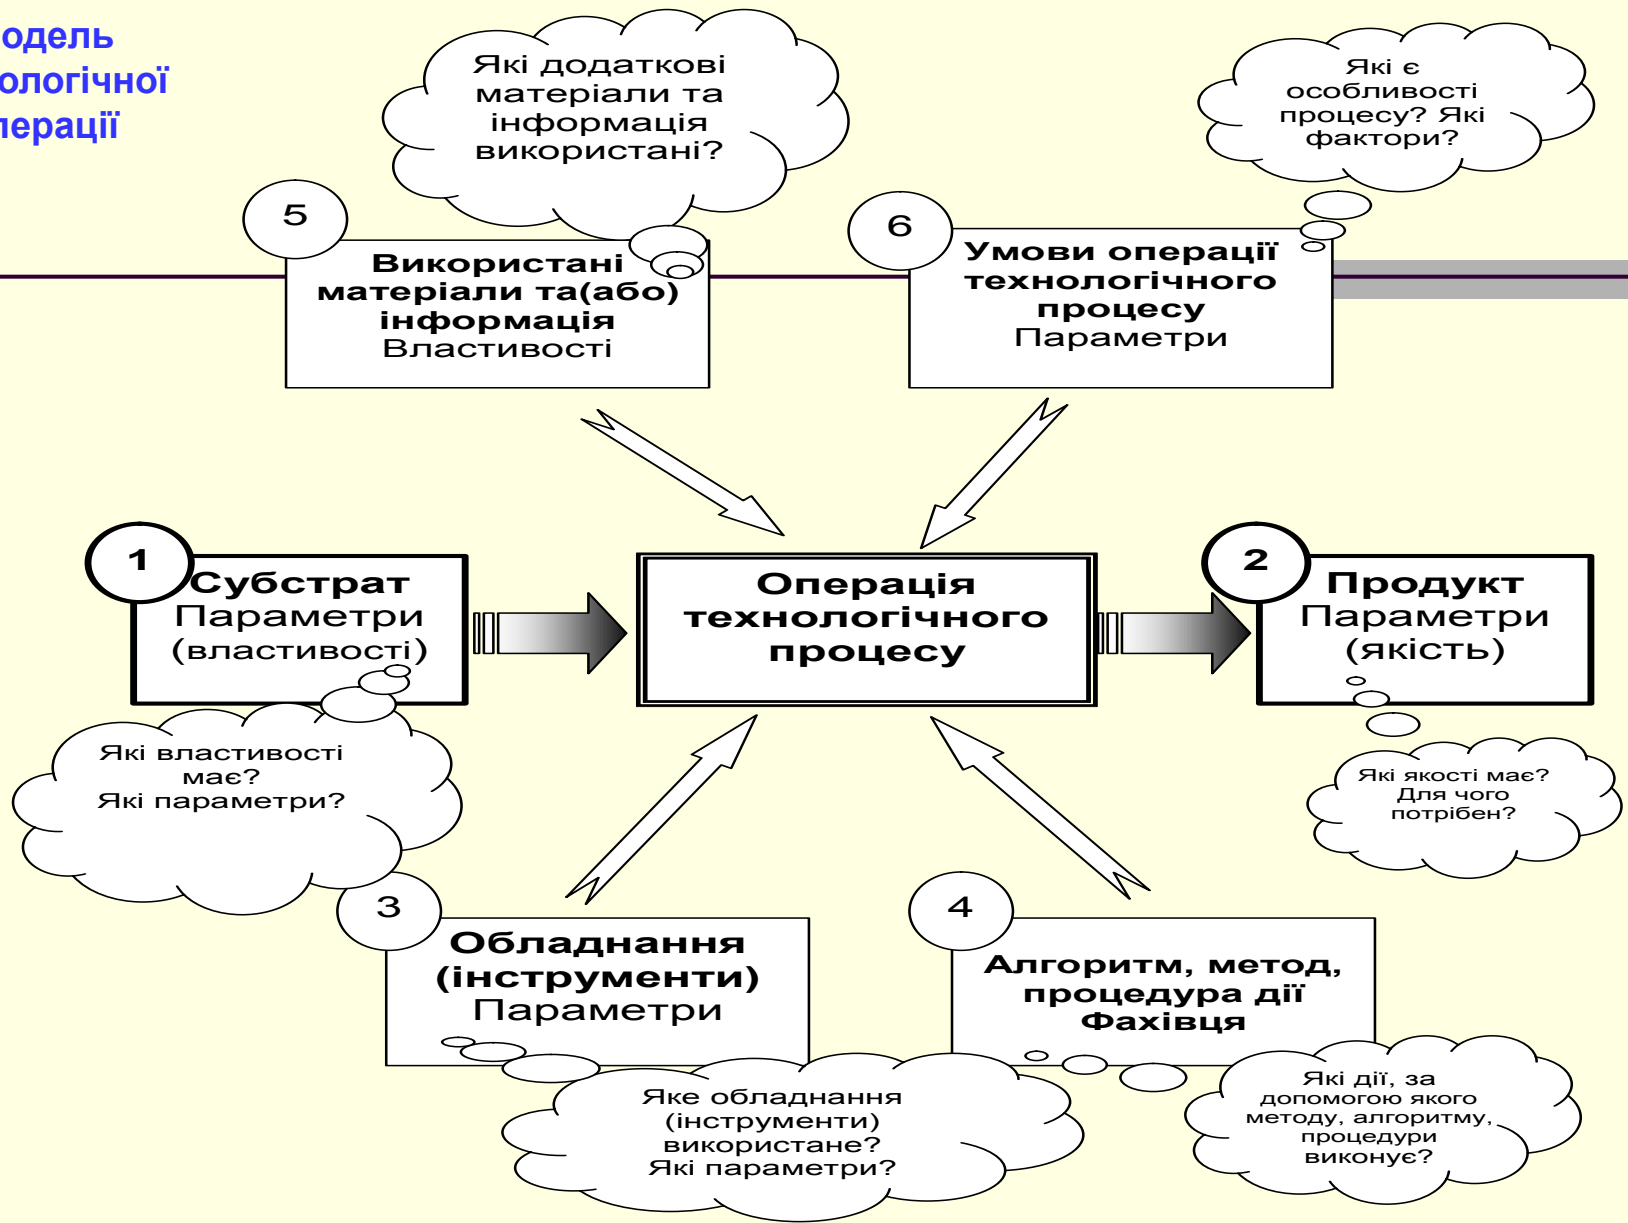 одель
ологічної
перації
Які додаткові
матеріали та
інформація
використані?
Які є
особливості
процесу? Які
фактори?
5
Використані
матеріали та(або)
інформація
Властивості
6
Умови операції
технологічного
процесу
Параметри
1
Субстрат
Параметри
(властивості)
Операція
технологічного
процесу
2
Продукт
Параметри
(якість)
Які властивості
має?
Які параметри?
Які якості має?
Для чого
потрібен?
3
Обладнання
(інструменти)
Параметри
4
Алгоритм, метод,
процедура дії
Фахівця
Яке обладнання
(інструменти)
використане?
Які параметри?
Які дії, за
допомогою якого
методу, алгоритму,
процедури
виконує?